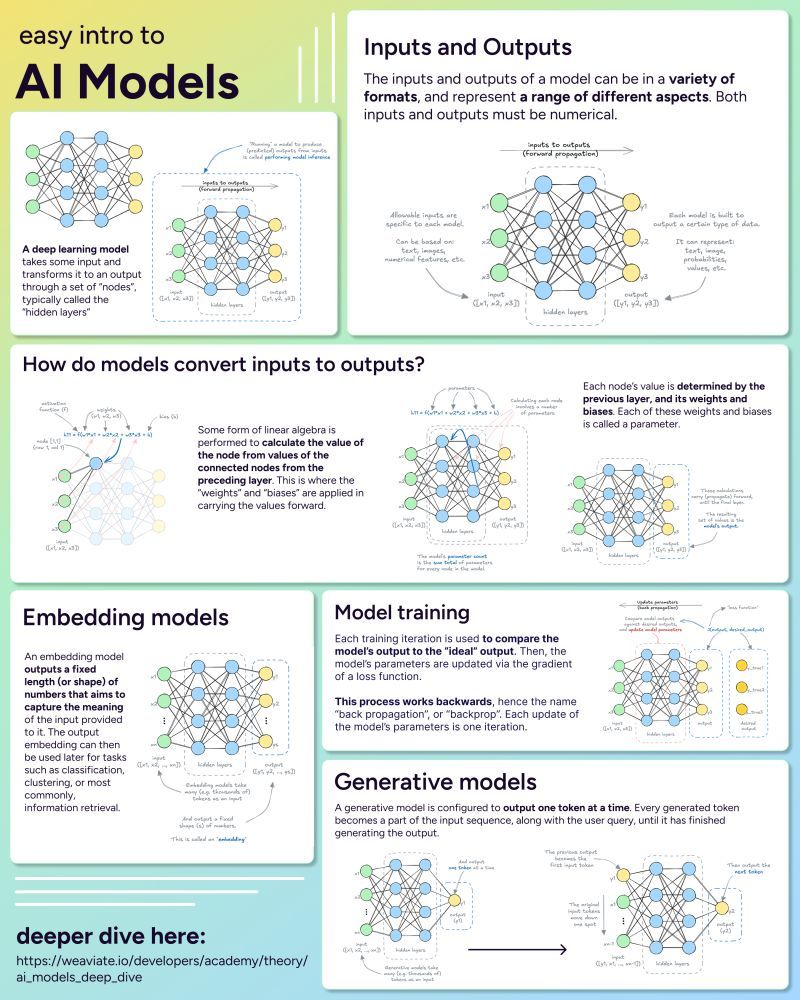 easy intro to
AI Models
A deep learning model
takes some input and
transforms it to an output
through a set of "nodes",
typically called the
"hidden layers"
"Running" a model to produce
(predicted) outputs from inputs
is called performing model inference
inputs to outputs
(forward propagation)
x1
x2
x3
y1
y2
y3
input
([x1, x2, x3])
hidden layers
output
([y1, y2, y3])
Inputs and Outputs
The inputs and outputs of a model can be in a variety of
formats, and represent a range of different aspects. Both
inputs and outputs must be numerical.
inputs to outputs
(forward propagation)
Allowable inputs are
specific to each model.
Can be based on:
text, images,
numerical features, etc.
x1
x2
x3
y1
y2
y3
Each model is built to
output a certain type of data.
It can represent:
text, image,
probabilities,
values, etc.
input
([x1, x2, x3])
hidden layers
output
([y1, y2, y3])
How do models convert inputs to outputs?
activation
function (f)
weights
(w1, w2, w3)
bias (b)
h11 = f(w1*x1 + w2*x2 + w3*x3 + b)
node [1,1]
(row 1, col 1)
x1
x2
x3
input
([x1, x2, x3])
Some form of linear algebra is
performed to calculate the value of
the node from values of the
connected nodes from the
preceding layer. This is where the
"weights" and "biases" are applied in
carrying the values forward.
parameters
h11 = f(w1*x1 + w2*x2 + w3*x3 + b)
Calculating each node
involves a number
of parameters
x1
x2
x3
y1
y2
y3
input
([x1, x2, x3])
hidden layers
output
([y1, y2, y3])
The model's parameter count
is the sum total of parameters
for every node in the model.
Each node's value is determined by the
previous layer, and its weights and
biases. Each of these weights and biases
is called a parameter.
x1
x2
x3
y1
y2
y3
These calculations
carry (propagate) forward,
until the final layer.
The resulting
set of values is the
model's output.
input
([x1, x2, x3])
hidden layers
output
([y1, y2, y3])
Embedding models
An embedding model
outputs a fixed
length (or shape) of
numbers that aims to
capture the meaning
of the input provided
to it. The output
embedding can then
be used later for tasks
such as classification,
clustering, or most
commonly,
information retrieval.
x1
x2
xn
y1
y2
input
([x1, x2, .., xn])
hidden layers
output
Embedding models take
many (e.g. thousands) of
tokens as an input
And output a fixed
shape (s) of numbers.
This is called an "embedding"
Model training
Each training iteration is used to compare the
model's output to the "ideal" output. Then, the
model's parameters are updated via the gradient
of a loss function.
This process works backwards, hence the name
"back propagation", or "backprop". Each update of
the model's parameters is one iteration.
Update parameters
(back propagation)
Compare model outputs
against desired outputs,
and update model parameters
"loss function"
x1
x2
x3
y1
y2
y3
input
([x1, x2, x3])
hidden layers
output
desired
output
Generative models
A generative model is configured to output one token at a time. Every generated token
becomes a part of the input sequence, along with the user query, until it has finished
generating the output.
x1
x2
xn
And output
one token at a time
output
(y1)
input
([x1, x2, .., xn])
hidden layers
Generative models take
many (e.g. thousands) of
tokens as an input
The previous output
becomes the
first input token
y1
x1
The original
input tokens
move down
one spot
xn-1
Then output the
next token
y2
output
(y2)
input
([y1, x1, .., xn-1])
hidden layers
deeper dive here:
https://weaviate.io/developers/academy/theory/
ai_models_deep_dive